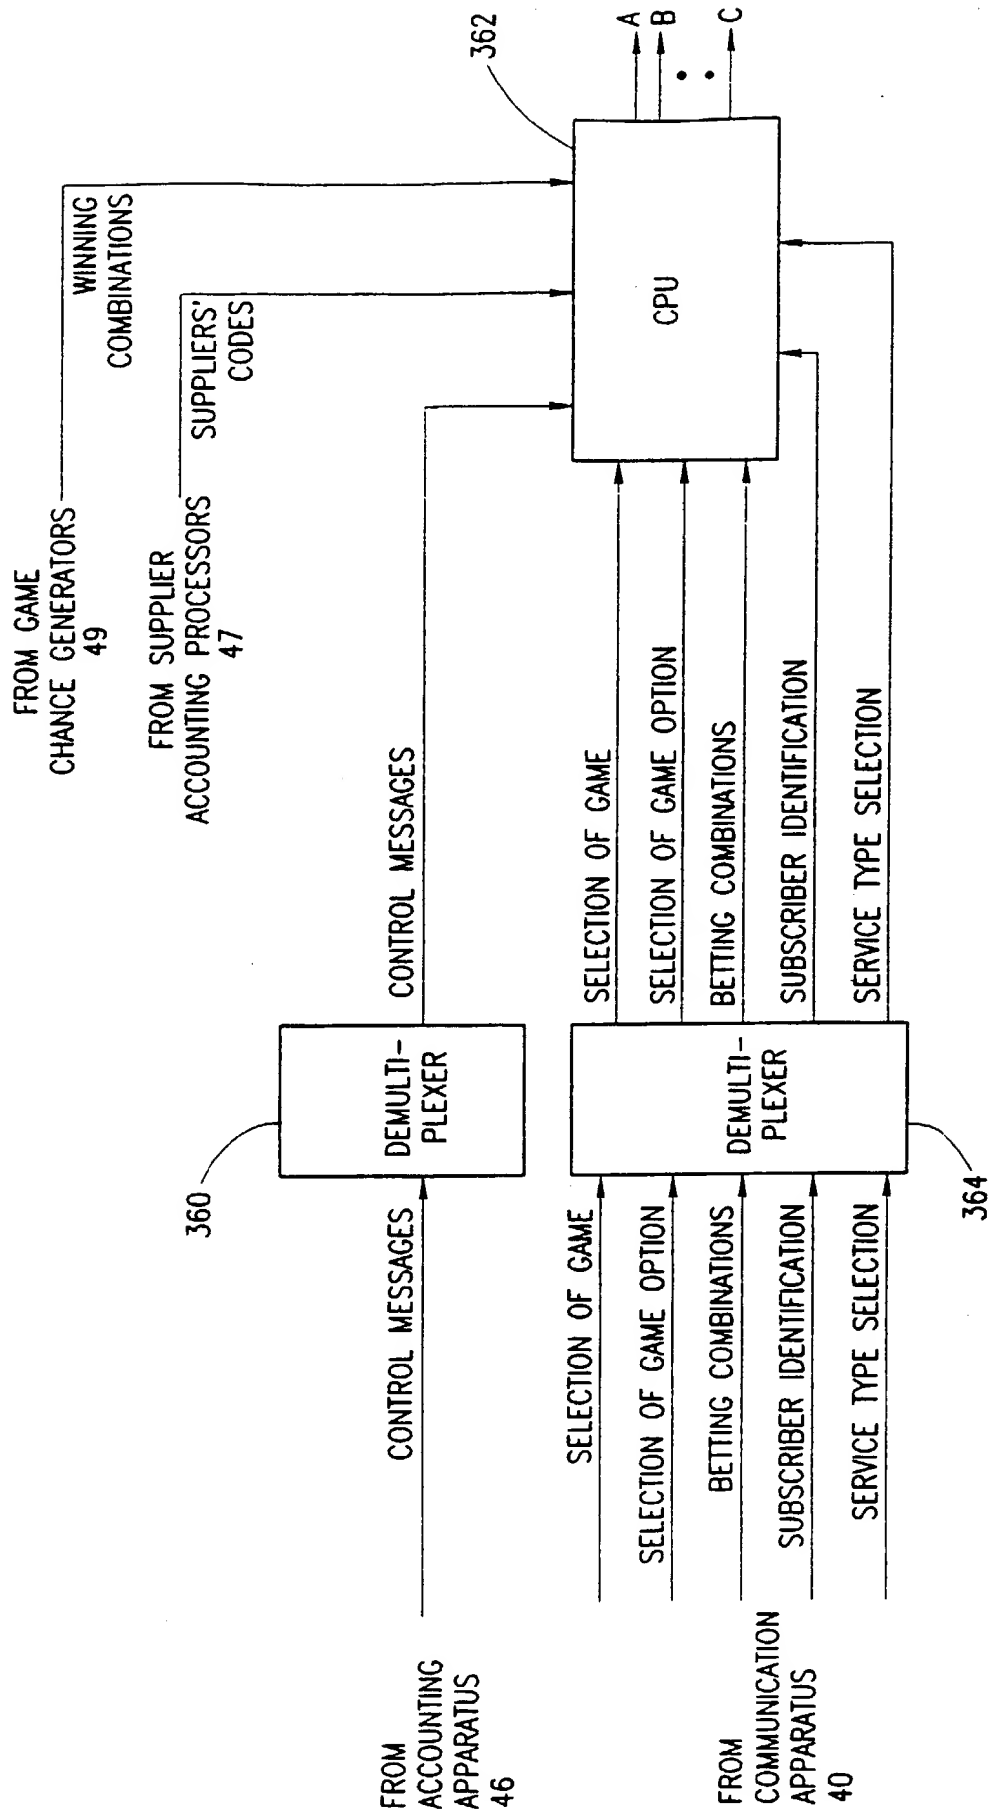 FROM GAME
CHANCE GENERATORS
49
WINNING
COMBINATIONS
FROM SUPPLIER
ACCOUNTING PROCESSORS
47
SUPPLIERS'
CODES
360
362
FROM
ACCOUNTING
APPARATUS
46
CONTROL MESSAGES
DEMULTI-
PLEXER
CONTROL MESSAGES
CPU
A
B
C
FROM
COMMUNICATION
APPARATUS
40
SELECTION OF GAME
SELECTION OF GAME OPTION
BETTING COMBINATIONS
SUBSCRIBER IDENTIFICATION
SERVICE TYPE SELECTION
DEMULTI-
PLEXER
364
SELECTION OF GAME
SELECTION OF GAME OPTION
BETTING COMBINATIONS
SUBSCRIBER IDENTIFICATION
SERVICE TYPE SELECTION